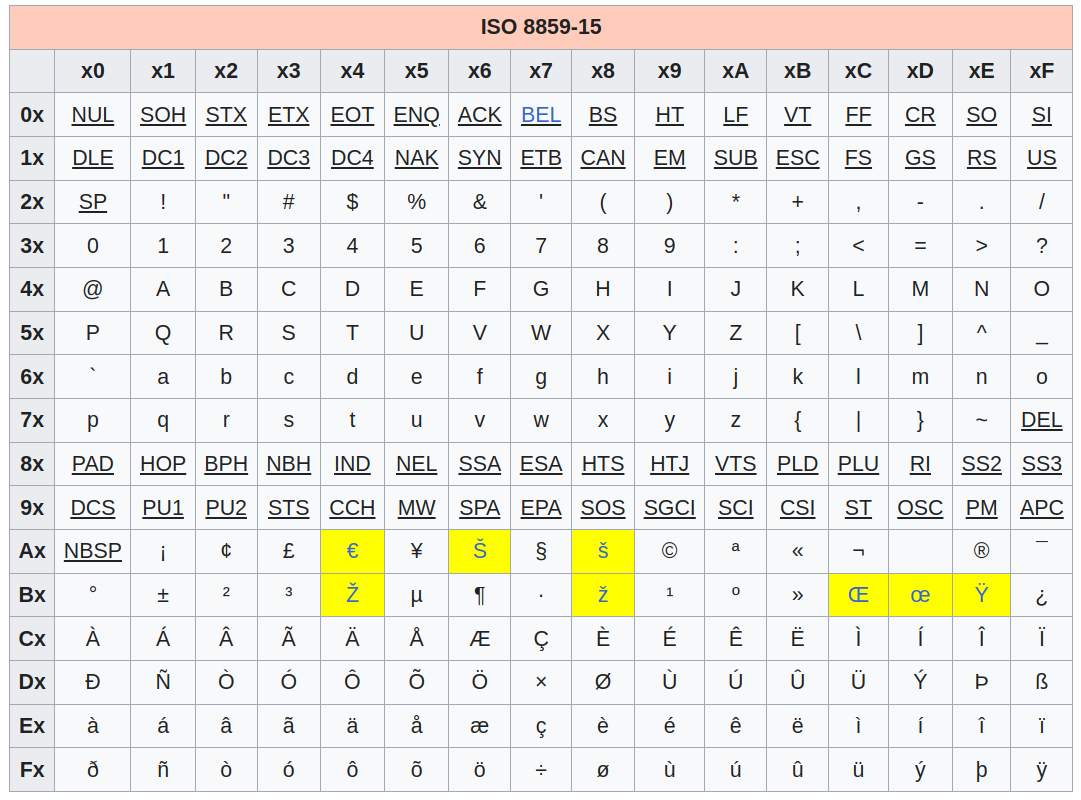 ISO 8859-15
x0 x1 x2 x3 x4 x5 x6 x7 x8 x9 xA xB xC xD xE xF
0x NUL SOH STX ETX EOT ENQ ACK BEL BS HT LF VT FF CR SO SI
1x DLE DC1 DC2 DC3 DC4 NAK SYN ETB CAN EM SUB ESC FS GS RS US
2x SP ! " # $ % & ' ( ) * + , - . /
3x 0 1 2 3 4 5 6 7 8 9 : ; < = > ?
4x @ A B C D E F G H I J K L M N O
5x P Q R S T U V W X Y Z [ \ ] ^ _
6x ` a b c d e f g h i j k l m n o
7x p q r s t u v w x y z { | } ~ DEL
8x PAD HOP BPH NBH IND NEL SSA ESA HTS HTJ VTS PLD PLU RI SS2 SS3
9x DCS PU1 PU2 STS CCH MW SPA EPA SOS SGCI SCI CSI ST OSC PM APC
Ax NBSP ¡ ¢ £ € ¥ Š § š © ª « ¬ ® ¯
Bx ° ± ² ³ Ž µ ¶ · ž ¹ º » Œ œ Ÿ ¿
Cx À Á Â Ã Ä Å Æ Ç È É Ê Ë Ì Í Î Ï
Dx Ð Ñ Ò Ó Ô Õ Ö × Ø Ù Ú Û Ü Ý Þ ß
Ex à á â ã ä å æ ç è é ê ë ì í î ï
Fx ð ñ ò ó ô õ ö ÷ ø ù ú û ü ý þ ÿ